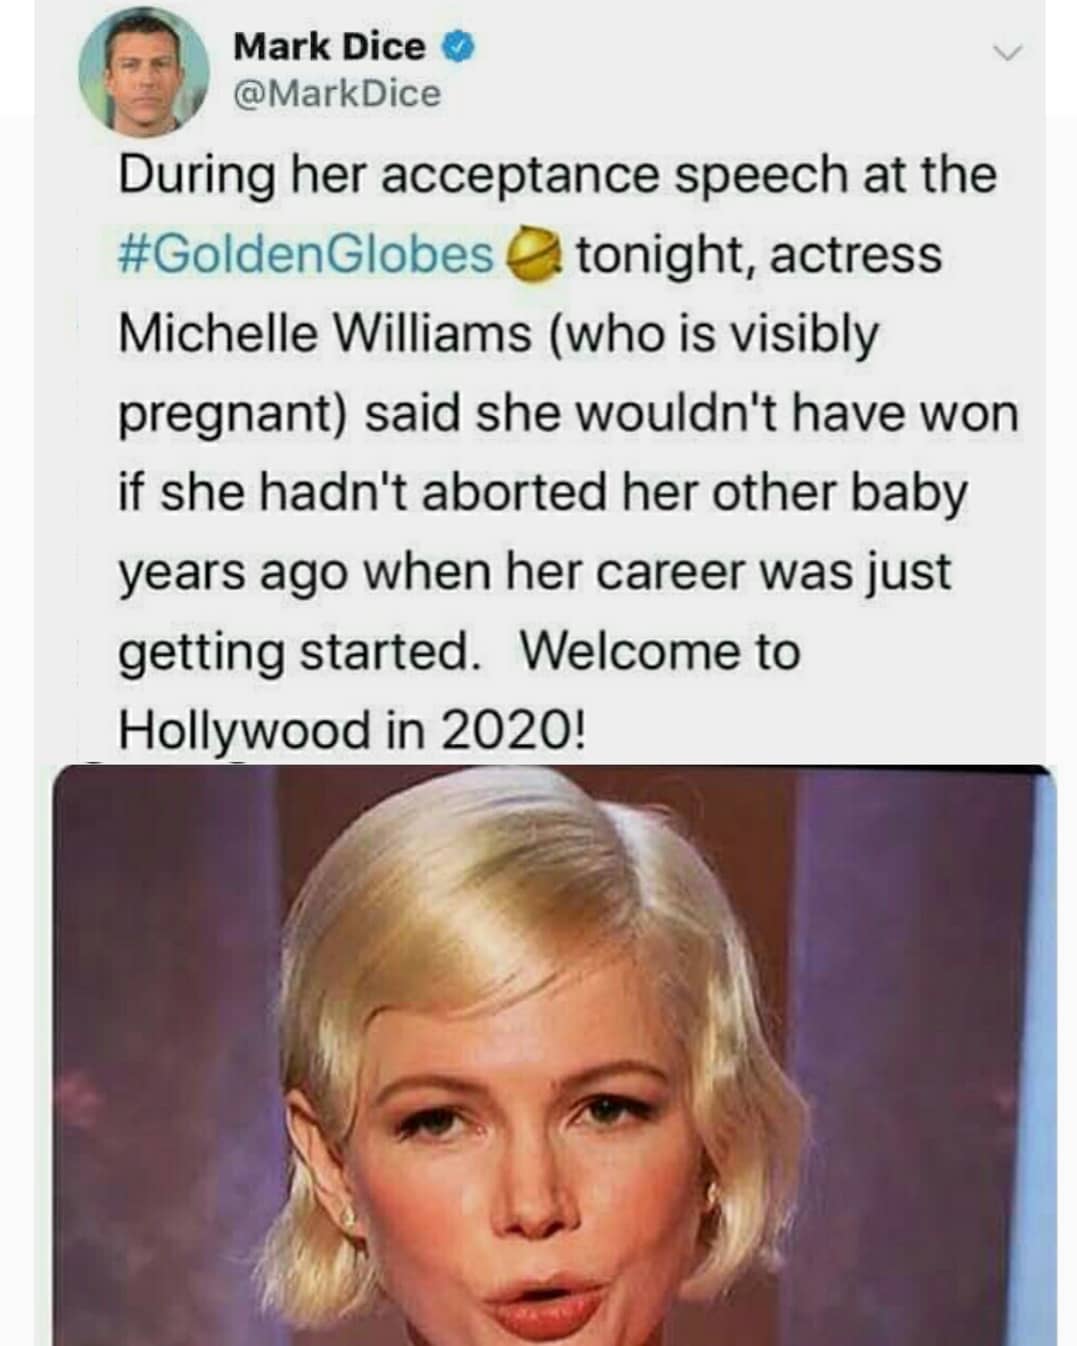 Mark Dice
@MarkDice
During her acceptance speech at the
#GoldenGlobes tonight, actress
Michelle Williams (who is visibly
pregnant) said she wouldn't have won
if she hadn't aborted her other baby
years ago when her career was just
getting started. Welcome to
Hollywood in 2020!